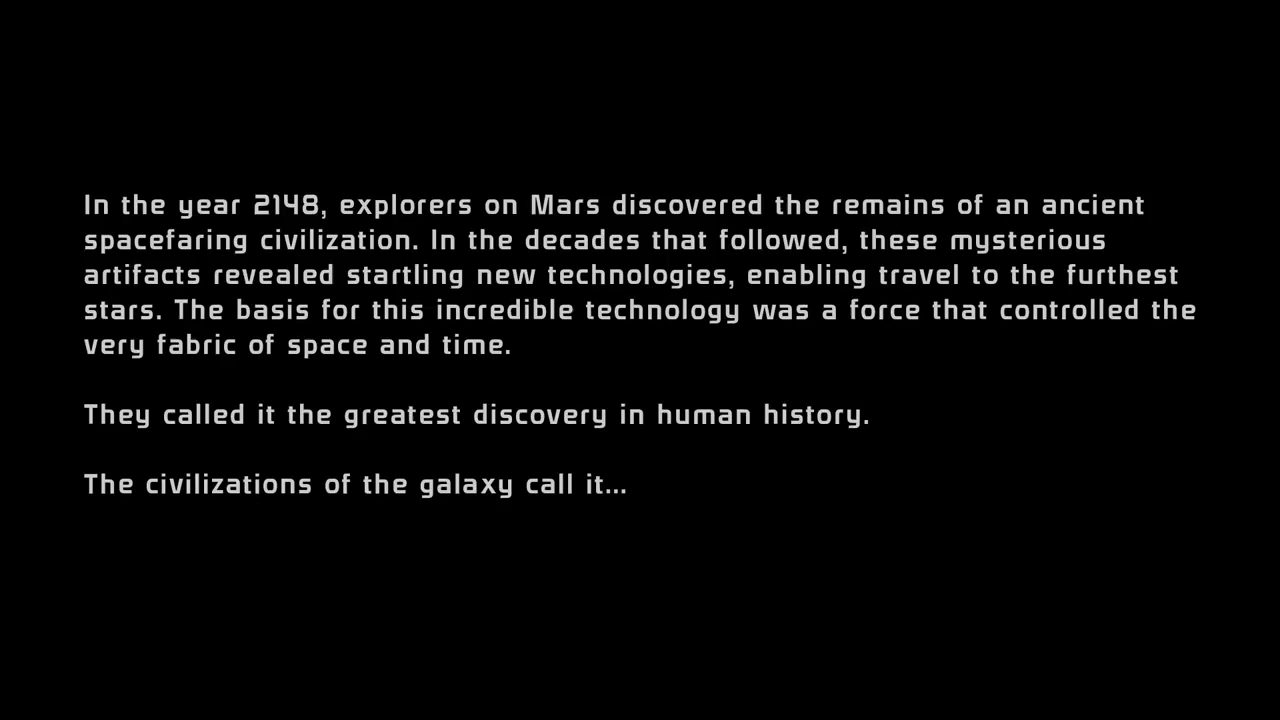 In the year 2148, explorers on Mars discovered the remains of an ancient
spacefaring civilization. In the decades that followed, these mysterious
artifacts revealed startling new technologies, enabling travel to the furthest
stars. The basis for this incredible technology was a force that controlled the
very fabric of space and time.
They called it the greatest discovery in human history.
The civilizations of the galaxy call it...